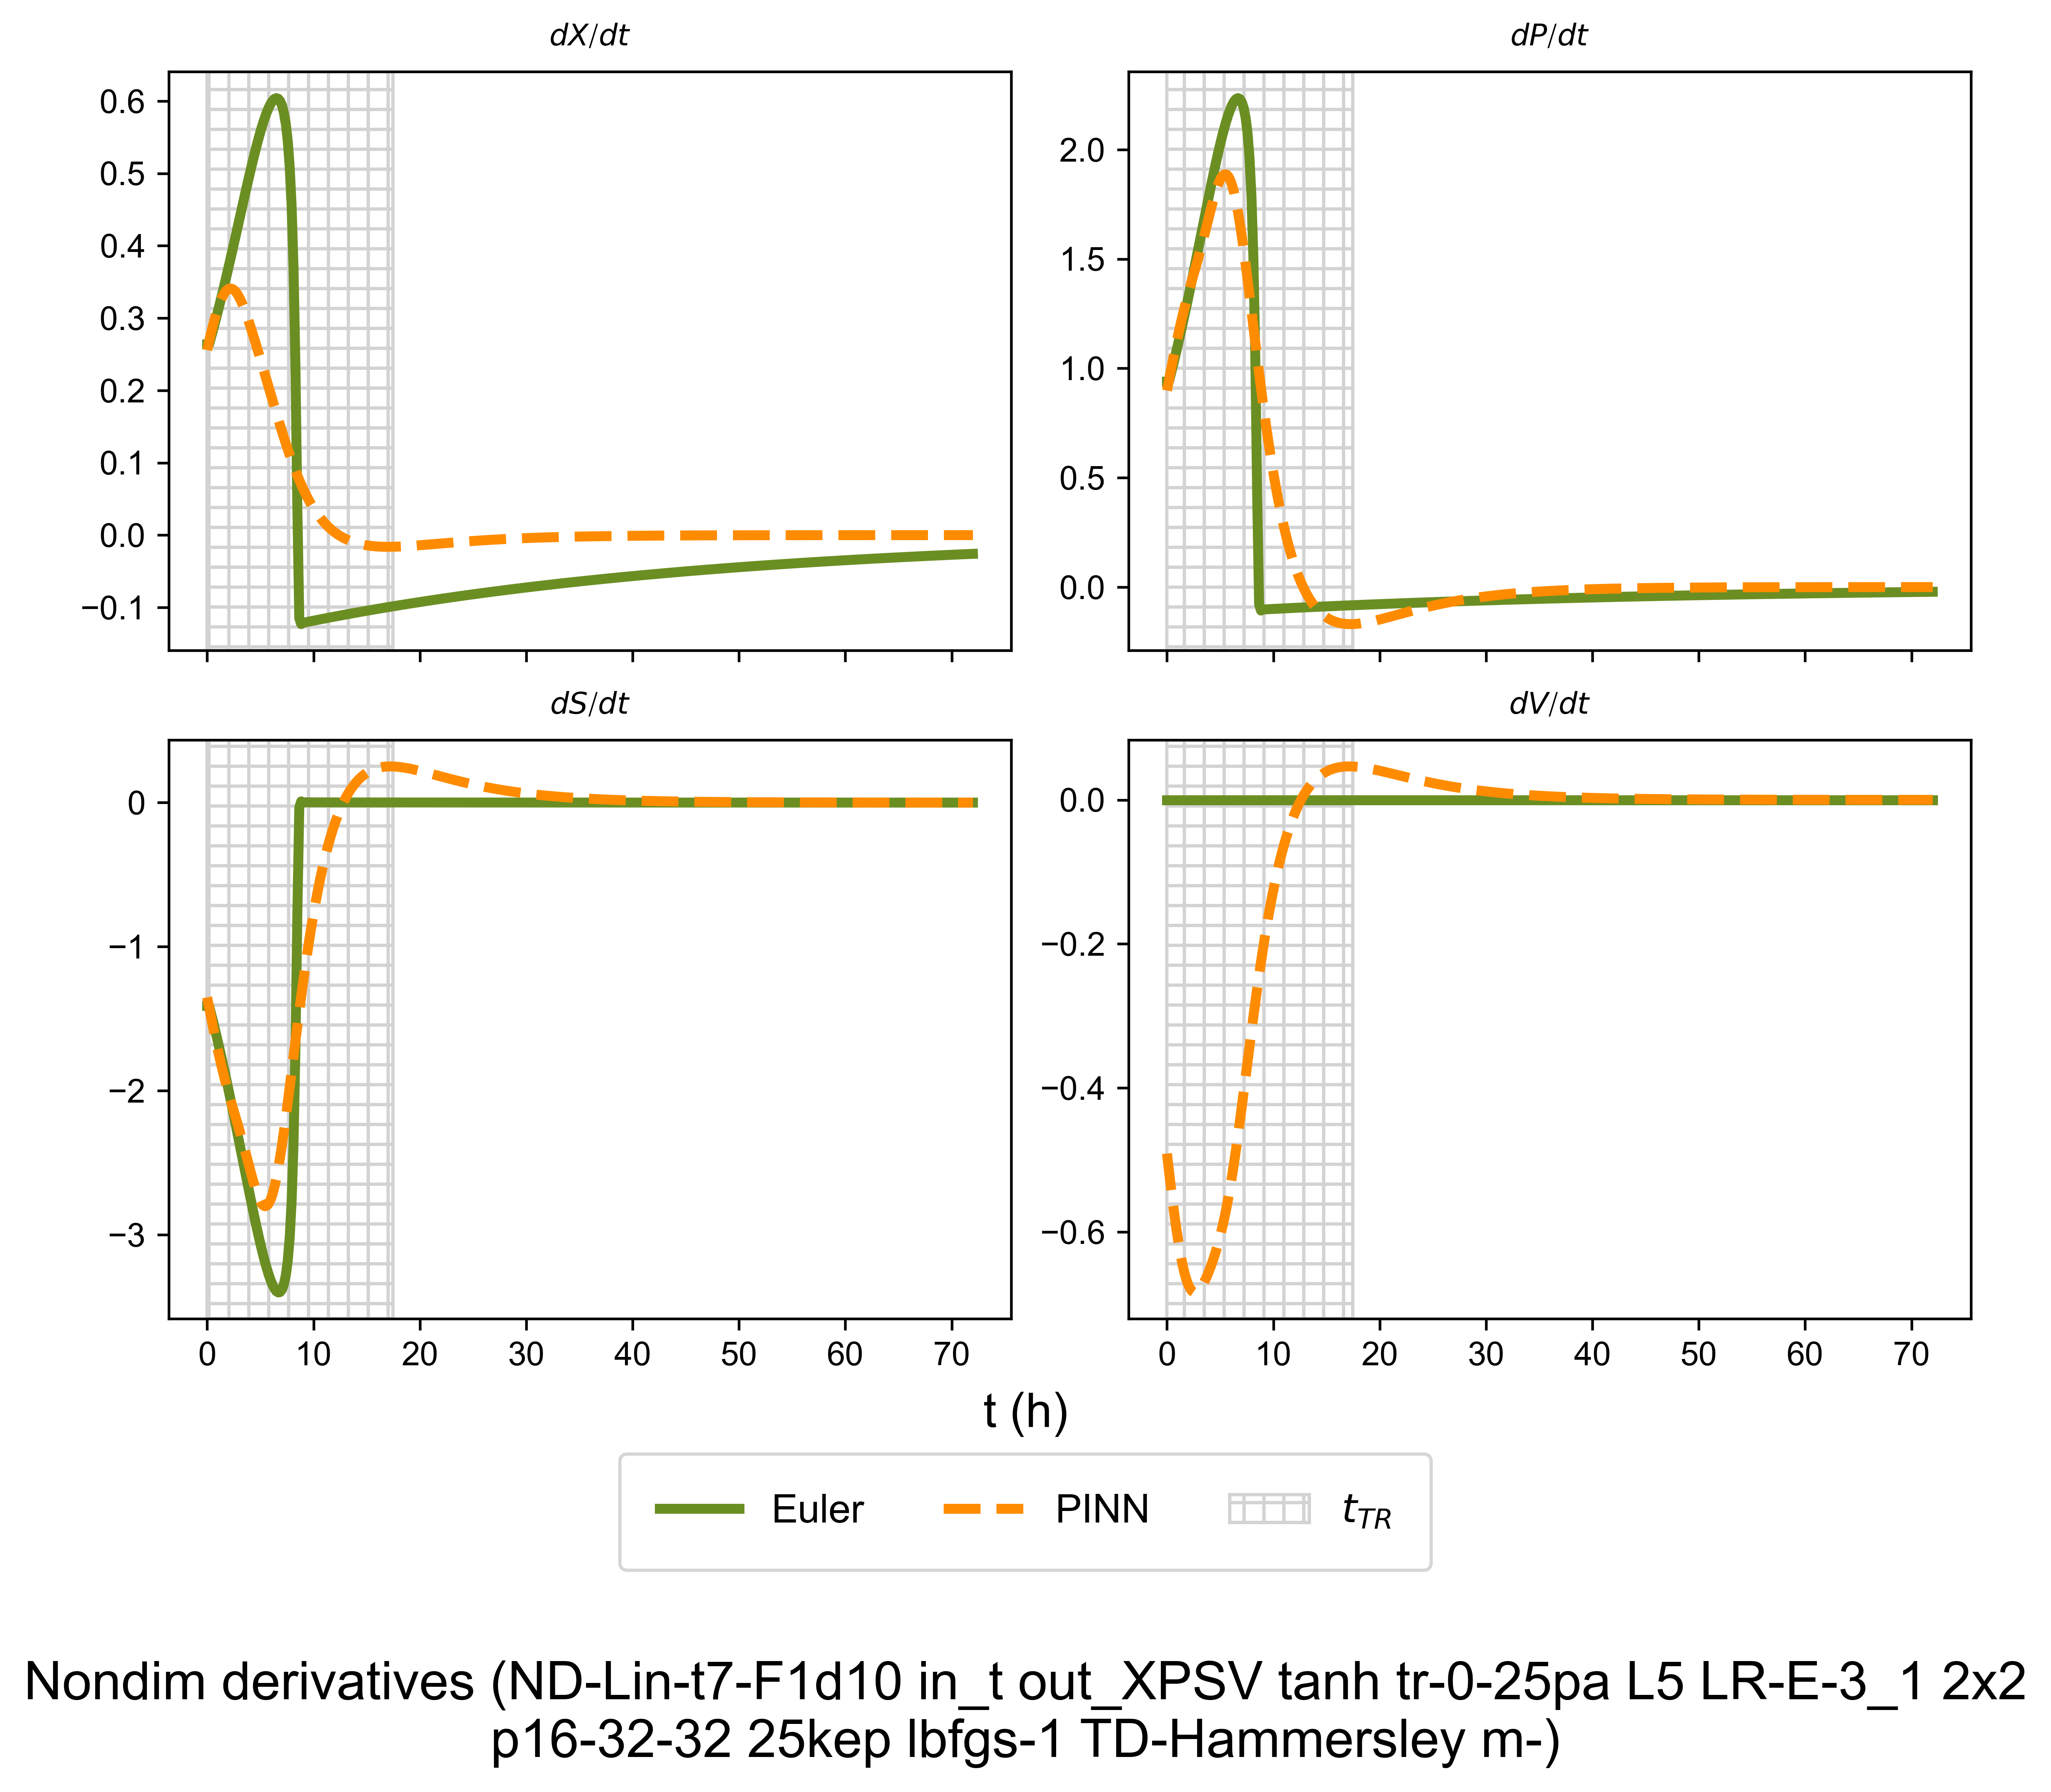 dX/dt
dP/dt
0.6
0.5
0.4
0.3
0.2
0.1
0.0
−0.1
2.0
1.5
1.0
0.5
0.0
dS/dt
dV/dt
0
−1
−2
−3
0 10 20 30 40 50 60 70
0.0
−0.2
−0.4
−0.6
0 10 20 30 40 50 60 70
t (h)
Euler PINN t_TR
Nondim derivatives (ND-Lin-t7-F1d10 in_t out_XPSV tanh tr-0-25pa L5 LR-E-3_1 2x2
p16-32-32 25kep lbfgs-1 TD-Hammersley m-)